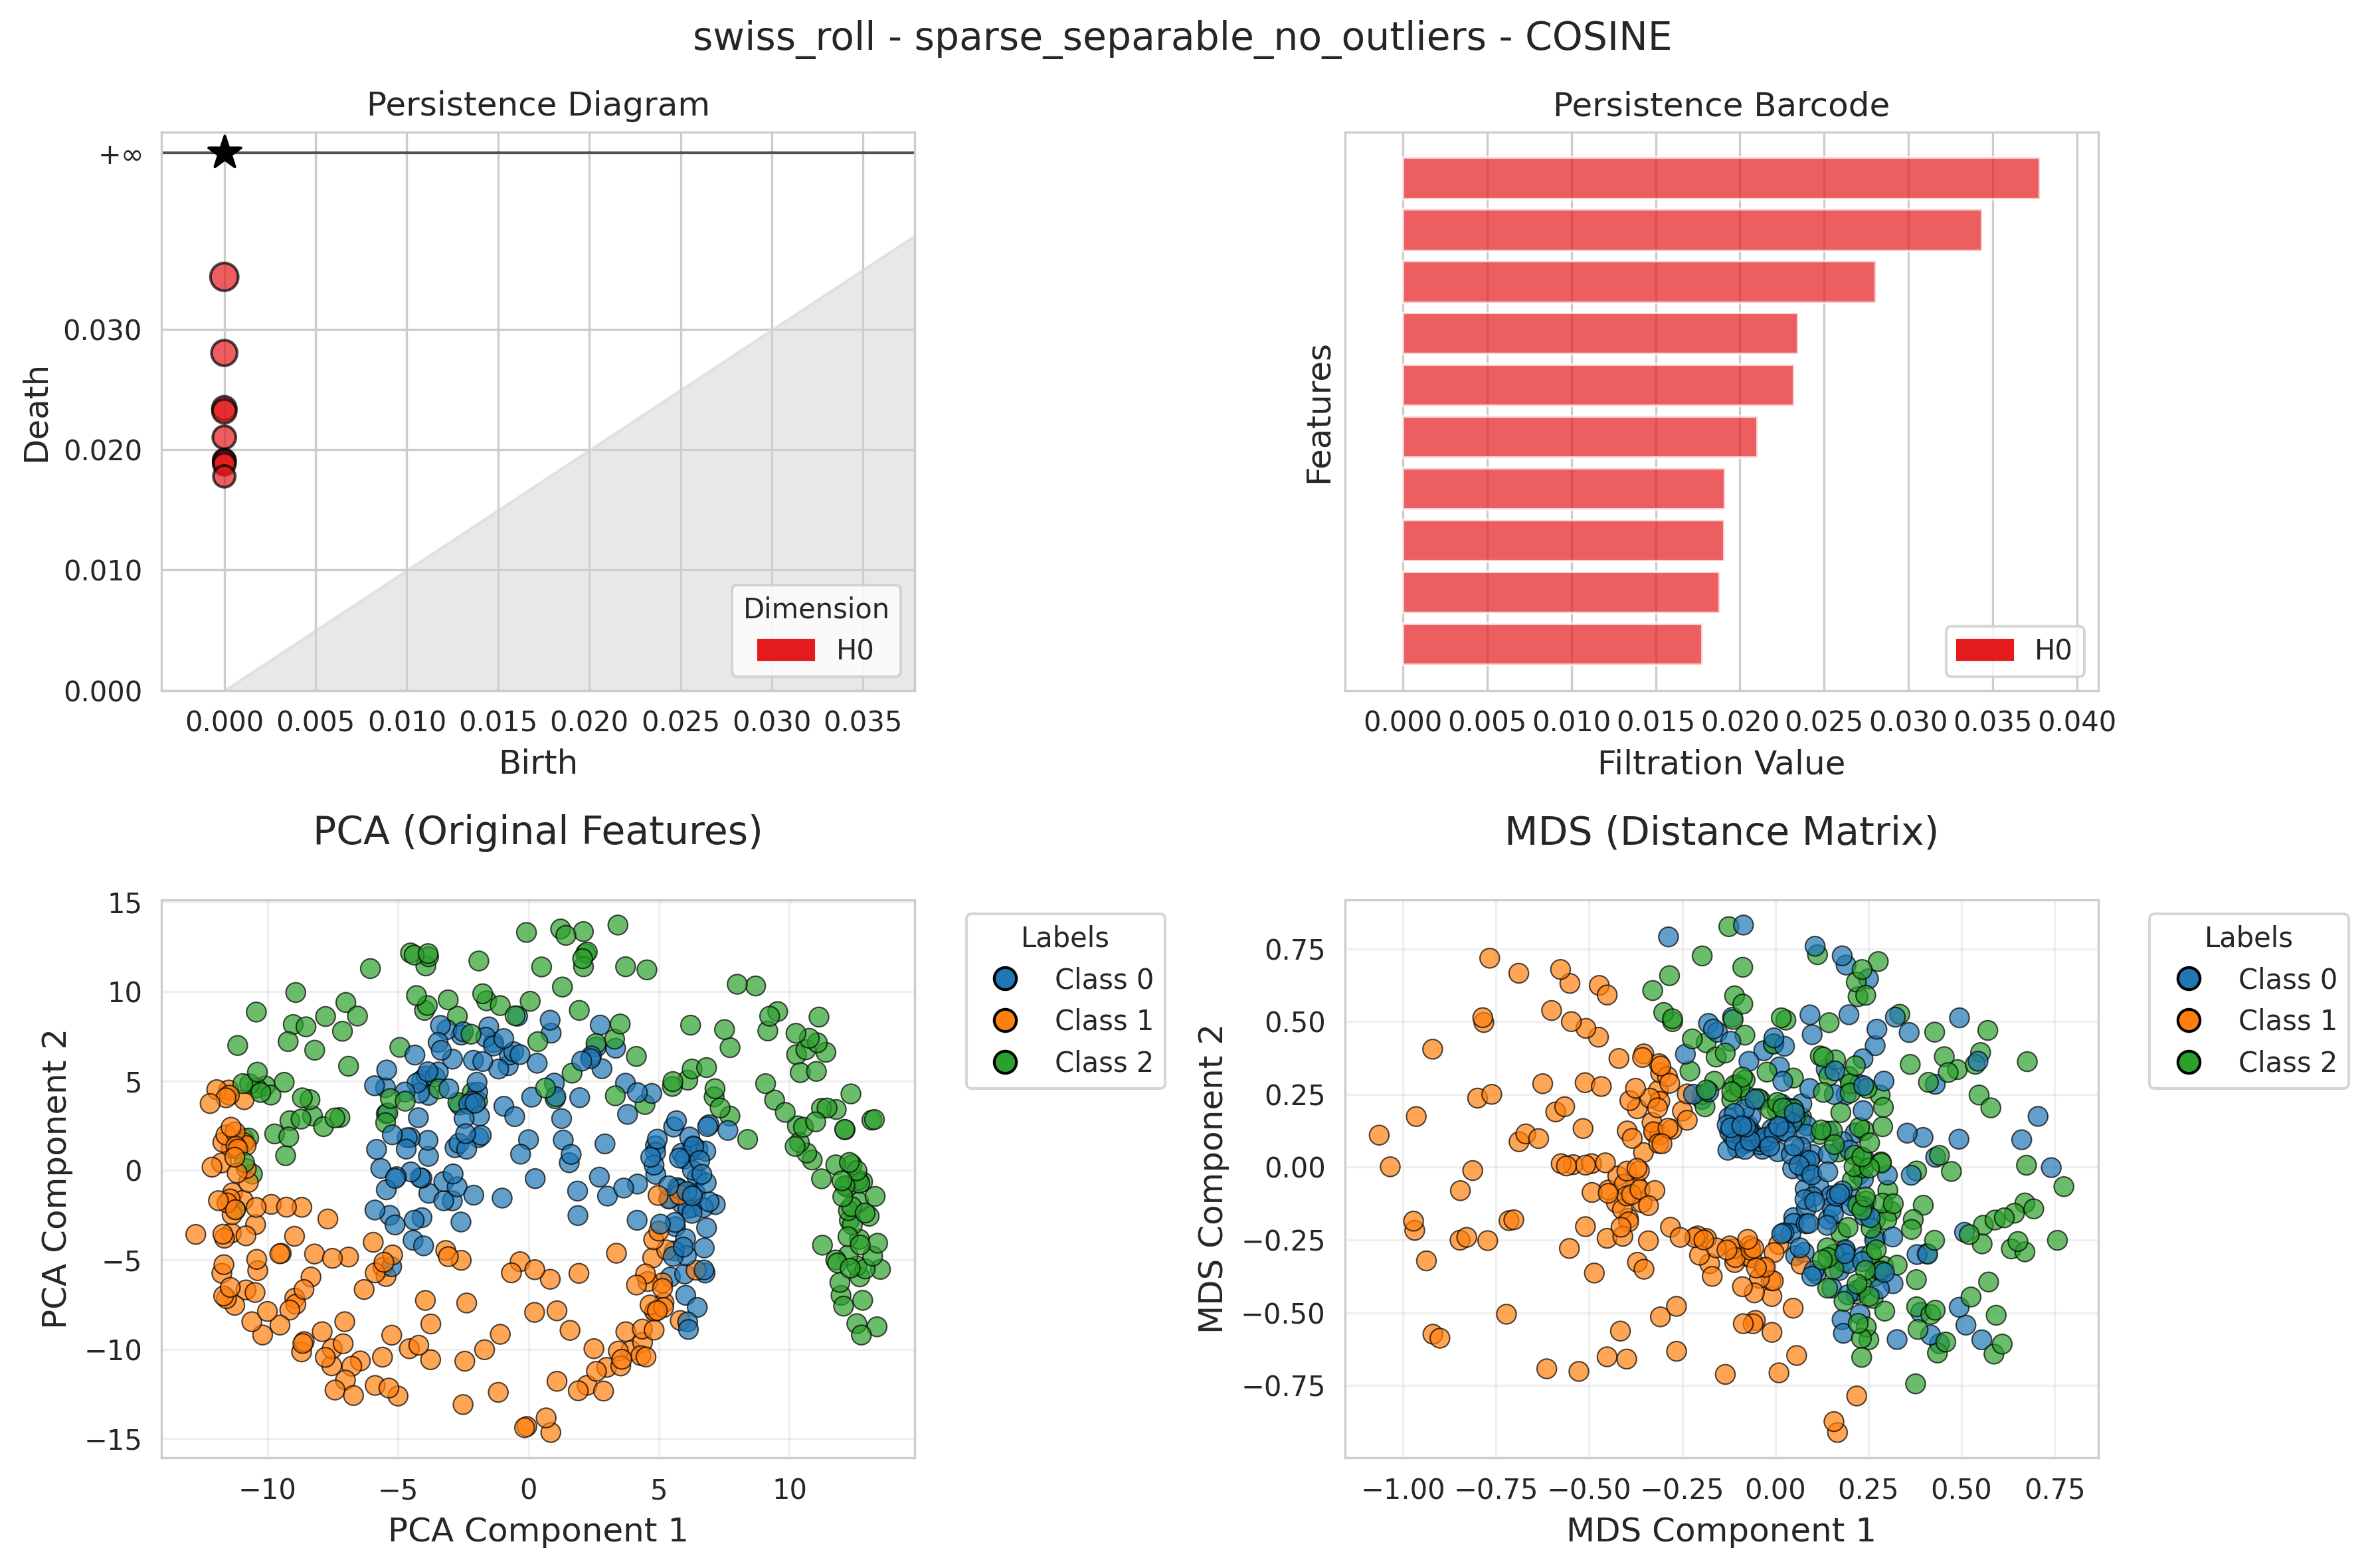 swiss_roll - sparse_separable_no_outliers - COSINE
Persistence Diagram
+∞
0.030
0.020
0.010
0.000
Death
0.000 0.005 0.010 0.015 0.020 0.025 0.030 0.035
Birth
Dimension
H0
Persistence Barcode
Features
0.000 0.005 0.010 0.015 0.020 0.025 0.030 0.035 0.040
Filtration Value
H0
PCA (Original Features)
15
10
5
0
−5
−10
−15
PCA Component 2
−10 −5 0 5 10
PCA Component 1
Labels
Class 0
Class 1
Class 2
MDS (Distance Matrix)
0.75
0.50
0.25
0.00
−0.25
−0.50
−0.75
MDS Component 2
−1.00 −0.75 −0.50 −0.25 0.00 0.25 0.50 0.75
MDS Component 1
Labels
Class 0
Class 1
Class 2